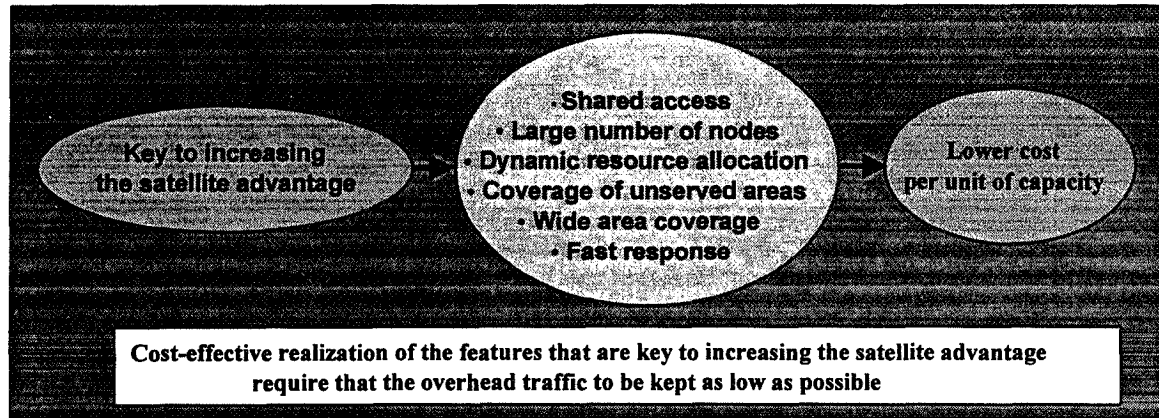 Key to increasing
the satellite advantage
· Shared access
• Large number of nodes
• Dynamic resource allocation
• Coverage of unserved areas
• Wide area coverage
• Fast response
Lower cost
per unit of capacity
Cost-effective realization of the features that are key to increasing the satellite advantage
require that the overhead traffic to be kept as low as possible